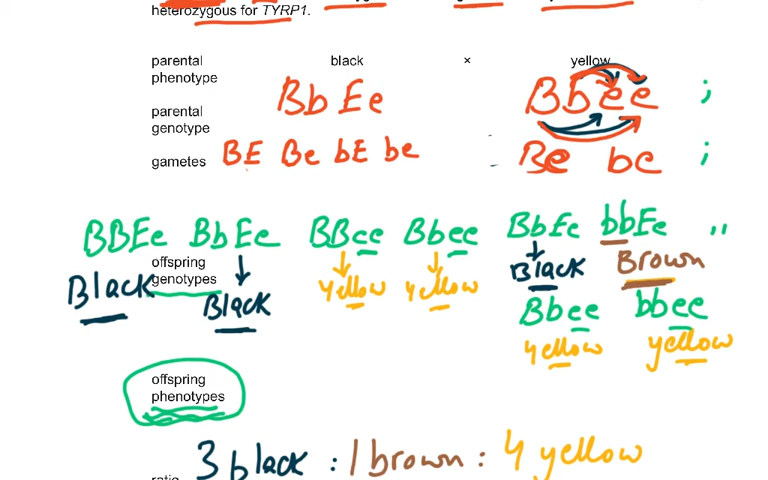 heterozygous for TYRP1.
parental phenotype black × yellow
parental genotype BbEe Bbee ;
gametes BE Be bE be Be be ;
BBEe BbEe BBee Bbee BbEe bbEe ,,
offspring genotypes
Black Black yellow yellow Black Brown
Bbee bbee
yellow yellow
offspring phenotypes
3 black : 1 brown : 4 yellow
ratio